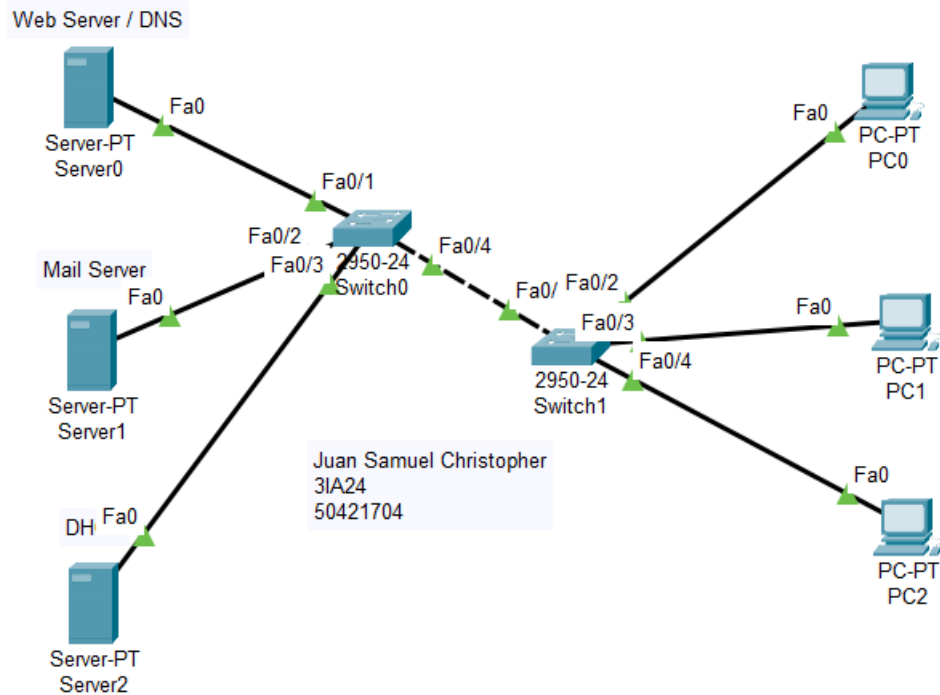 Web Server / DNS
Fa0
Server-PT
Server0
Fa0/1
Fa0/2
Fa0/3
2950-24
Switch0
Fa0/4
Mail Server
Fa0
Server-PT
Server1
Fa0/
Fa0/2
Fa0/3
Fa0/4
2950-24
Switch1
Fa0
PC-PT
PC0
Fa0
PC-PT
PC1
Fa0
PC-PT
PC2
Juan Samuel Christopher
3IA24
50421704
Fa0
Server-PT
Server2